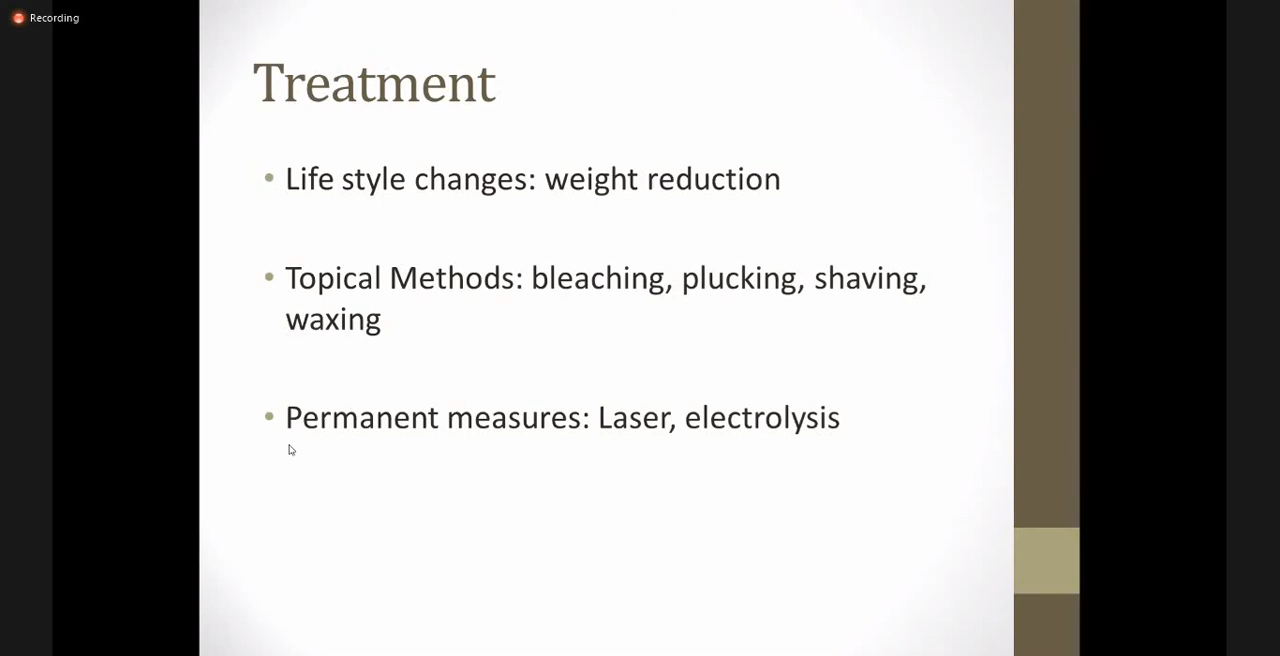 Recording
Treatment
• Life style changes: weight reduction
• Topical Methods: bleaching, plucking, shaving,
waxing
• Permanent measures: Laser, electrolysis